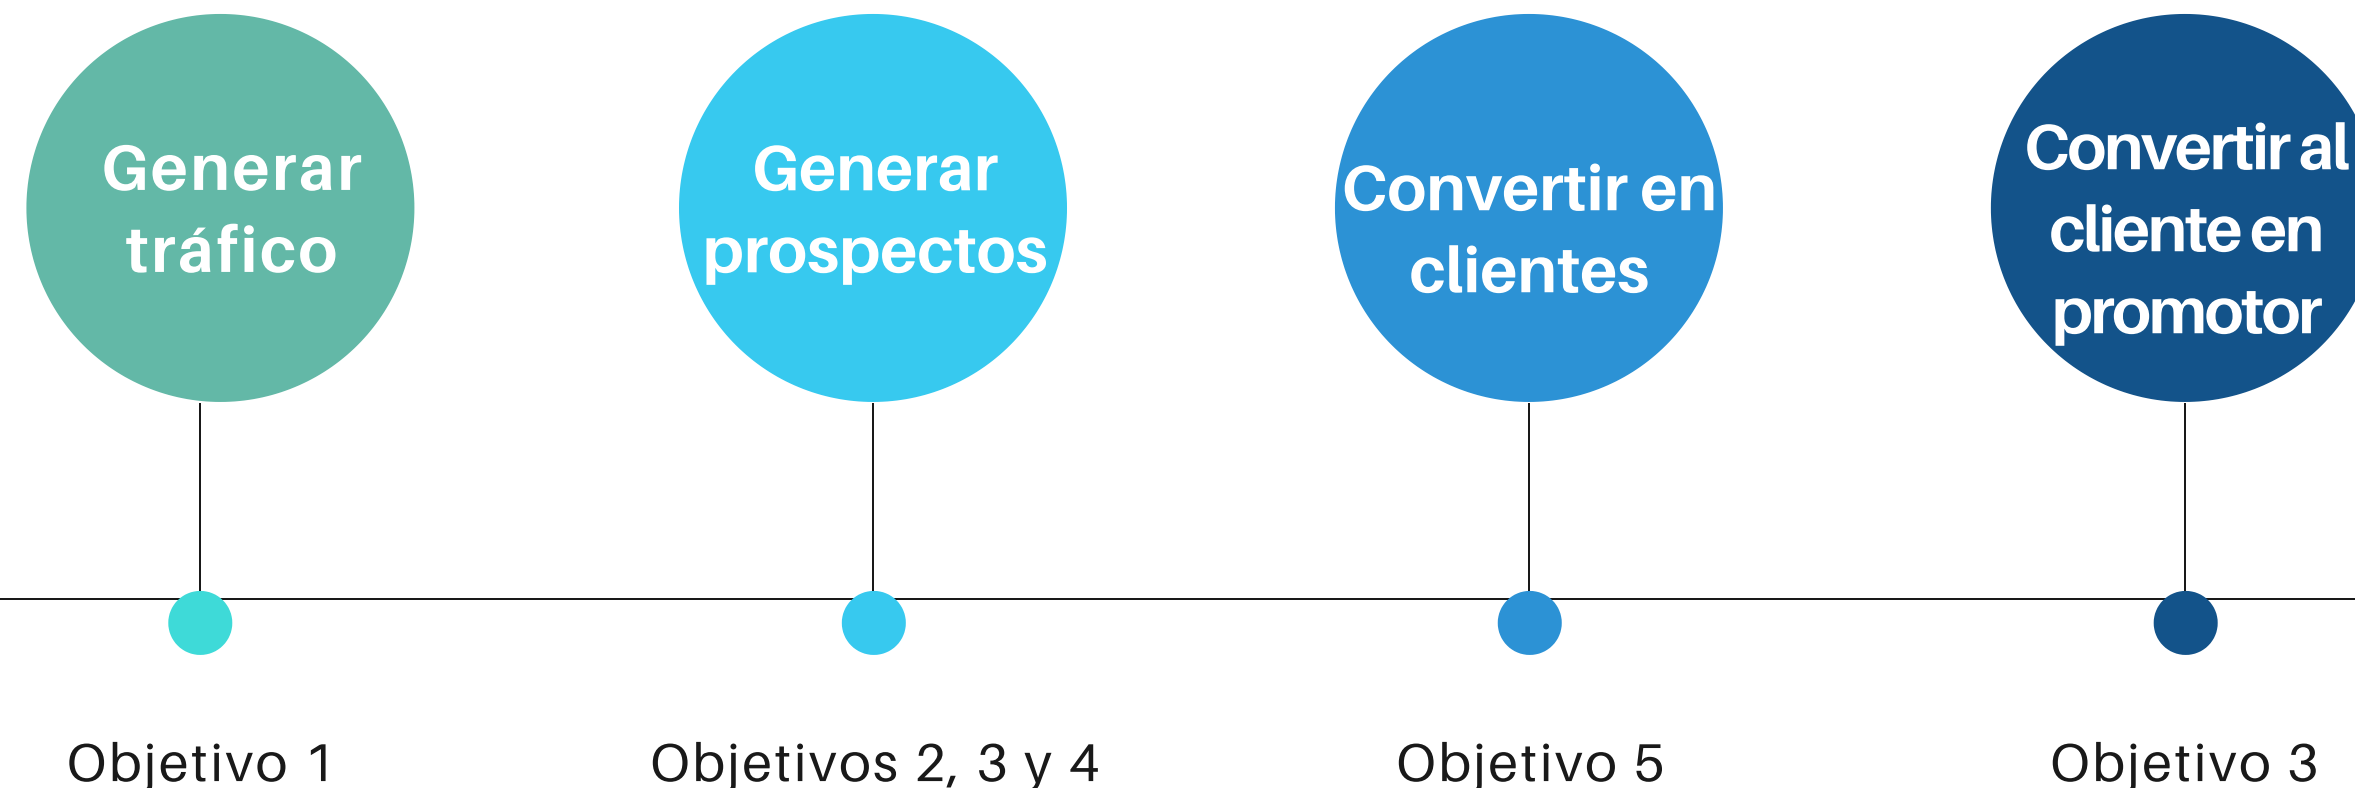 Generar
tráfico
Generar
prospectos
Convertir en
clientes
Convertir al
cliente en
promotor
Objetivo 1
Objetivos 2, 3 y 4
Objetivo 5
Objetivo 3